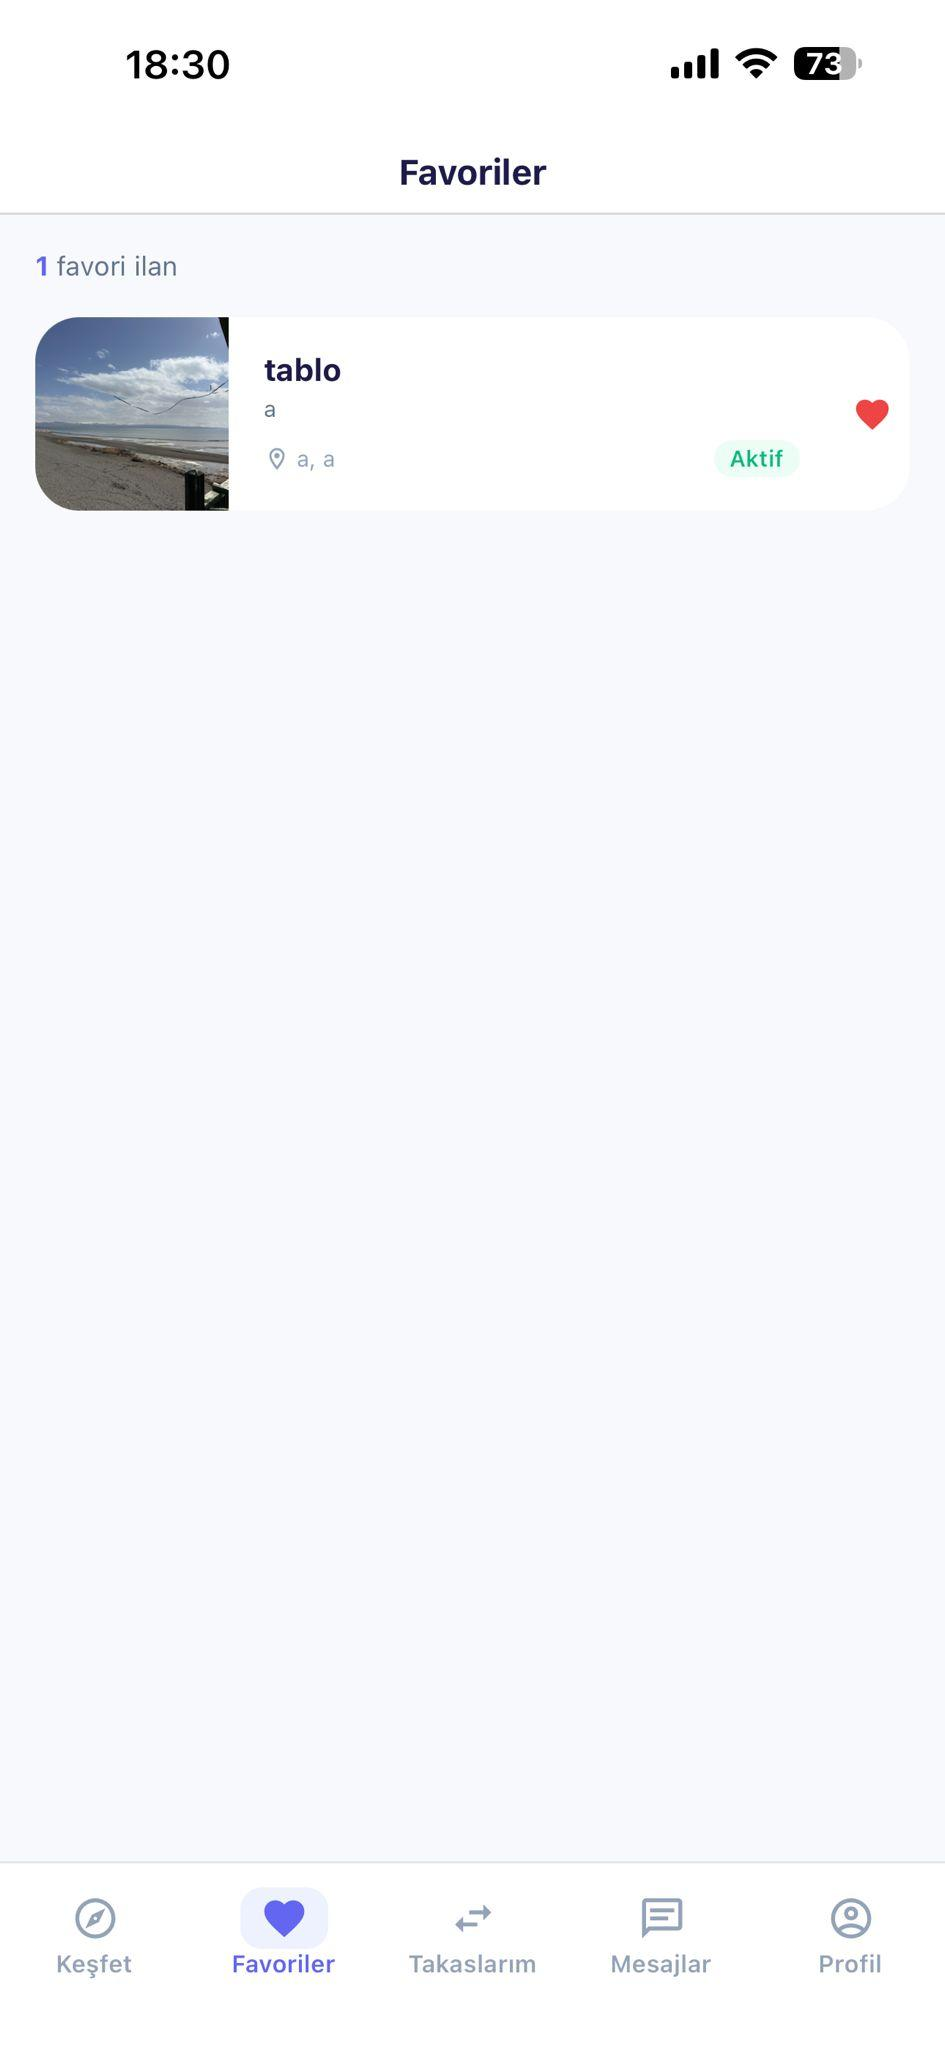 18:30
73
Favoriler
1 favori ilan
tablo
a
a, a
Aktif
Keşfet
Favoriler
Takaslarım
Mesajlar
Profil